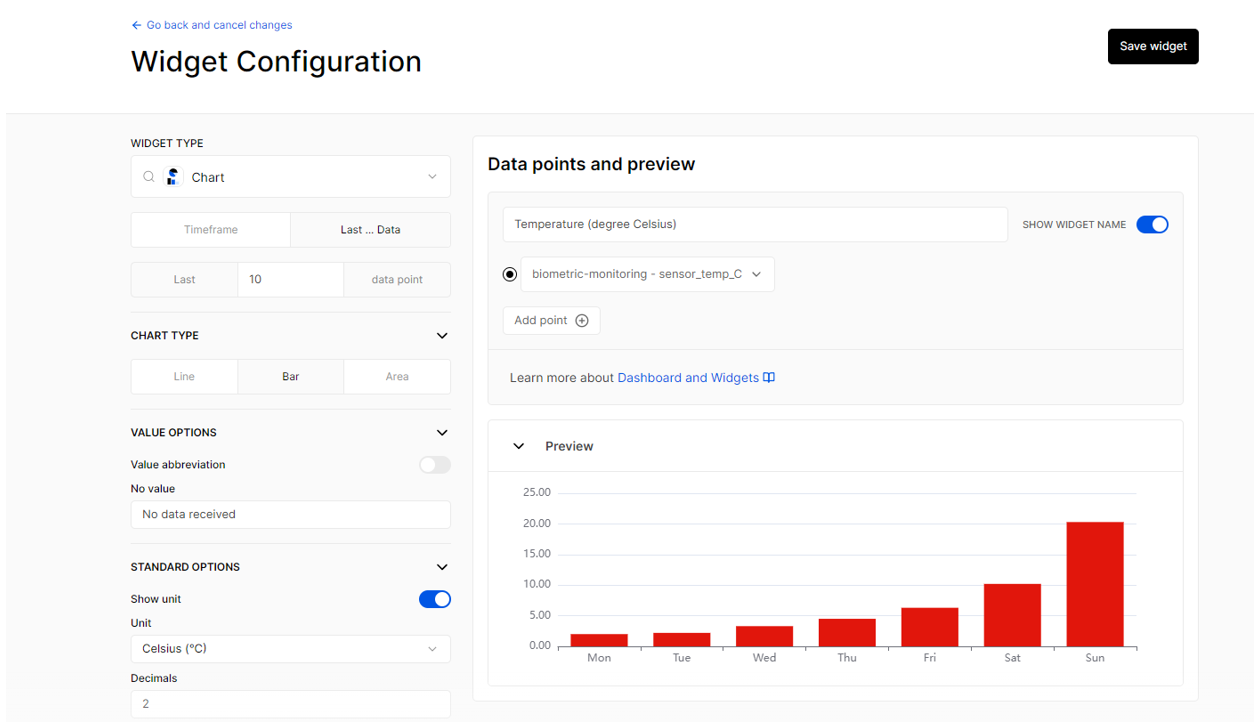 Go back and cancel changes
Widget Configuration
Save widget
WIDGET TYPE
Chart
Timeframe
Last ... Data
Last
10
data point
CHART TYPE
Line
Bar
Area
VALUE OPTIONS
Value abbreviation
No value
No data received
STANDARD OPTIONS
Show unit
Unit
Celsius (°C)
Decimals
2
Data points and preview
Temperature (degree Celsius)
SHOW WIDGET NAME
biometric-monitoring - sensor_temp_C
Add point
Learn more about Dashboard and Widgets
Preview
25.00
20.00
15.00
10.00
5.00
0.00
Mon Tue Wed Thu Fri Sat Sun